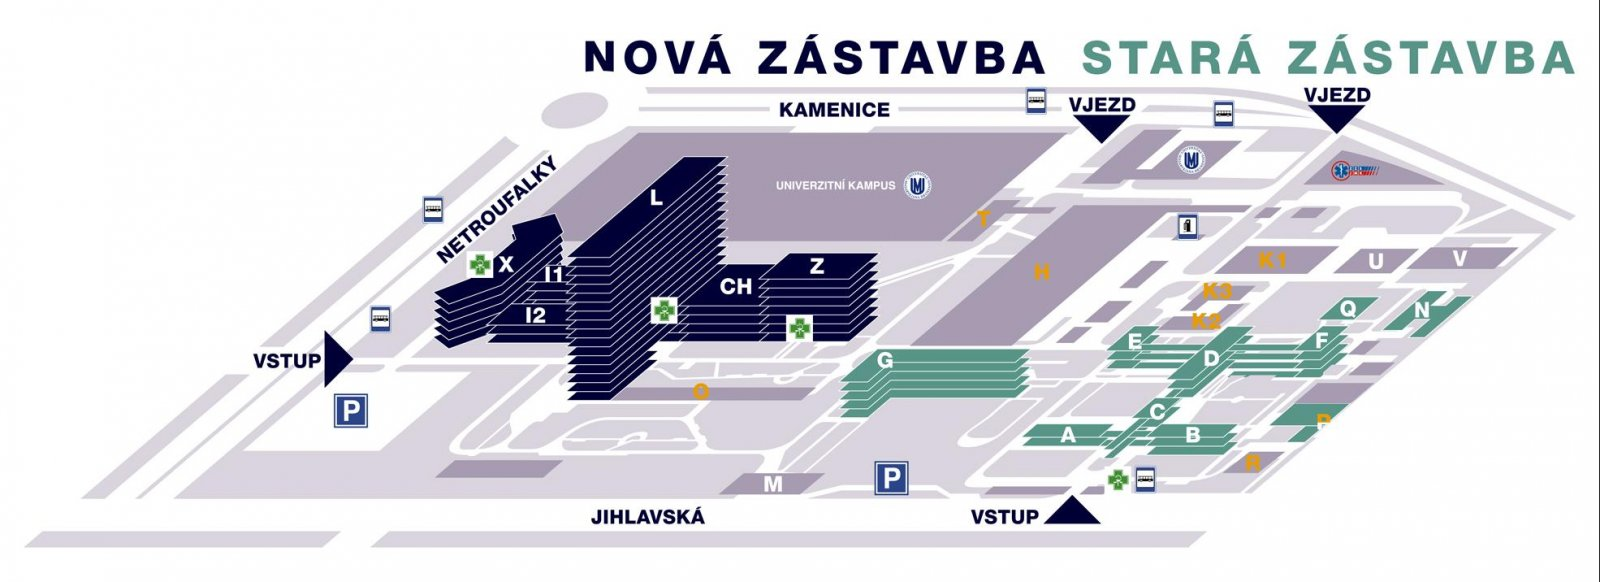 NOVÁ ZÁSTAVBA STARÁ ZÁSTAVBA
KAMENICE
VJEZD
VJEZD
NETROUFALKY
UNIVERZITNÍ KAMPUS
L
X
I1
I2
CH
Z
T
H
K1
U
V
K3
K2
Q
N
E
D
F
G
VSTUP
P
O
C
A
B
R
M
P
JIHLAVSKÁ
VSTUP